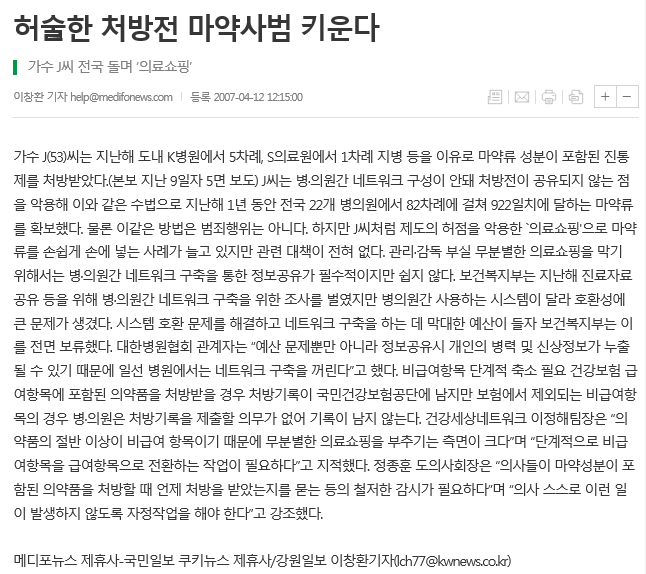 허술한 처방전 마약사범 키운다
가수 J씨 전국 돌며 '의료쇼핑'
이창환 기자 help@medifonews.com 등록 2007-04-12 12:15:00
가수 J(53)씨는 지난해 도내 K병원에서 5차례, S의료원에서 1차례 지병 등을 이유로 마약류 성분이 포함된 진통
제를 처방받았다.(본보 지난 9일자 5면 보도) J씨는 병·의원간 네트워크 구성이 안돼 처방전이 공유되지 않는 점
을 악용해 이와 같은 수법으로 지난해 1년 동안 전국 22개 병의원에서 82차례에 걸쳐 922일치에 달하는 마약류
를 확보했다. 물론 이같은 방법은 범죄행위는 아니다. 하지만 J씨처럼 제도의 허점을 악용한 `의료쇼핑'으로 마약
류를 손쉽게 손에 넣는 사례가 늘고 있지만 관련 대책이 전혀 없다. 관리·감독 부실 무분별한 의료쇼핑을 막기
위해서는 병·의원간 네트워크 구축을 통한 정보공유가 필수적이지만 쉽지 않다. 보건복지부는 지난해 진료자료
공유 등을 위해 병·의원간 네트워크 구축을 위한 조사를 벌였지만 병의원간 사용하는 시스템이 달라 호환성에
큰 문제가 생겼다. 시스템 호환 문제를 해결하고 네트워크 구축을 하는 데 막대한 예산이 들자 보건복지부는 이
를 전면 보류했다. 대한병원협회 관계자는 “예산 문제뿐만 아니라 정보공유시 개인의 병력 및 신상정보가 누출
될 수 있기 때문에 일선 병원에서는 네트워크 구축을 꺼린다”고 했다. 비급여항목 단계적 축소 필요 건강보험 급
여항목에 포함된 의약품을 처방받을 경우 처방기록이 국민건강보험공단에 남지만 보험에서 제외되는 비급여항
목의 경우 병·의원은 처방기록을 제출할 의무가 없어 기록이 남지 않는다. 건강세상네트워크 이정해팀장은 “의
약품의 절반 이상이 비급여 항목이기 때문에 무분별한 의료쇼핑을 부추기는 측면이 크다”며 “단계적으로 비급
여항목을 급여항목으로 전환하는 작업이 필요하다”고 지적했다. 정종훈 도의사회장은 “의사들이 마약성분이 포
함된 의약품을 처방할 때 언제 처방을 받았는지를 묻는 등의 철저한 감시가 필요하다”며 “의사 스스로 이런 일
이 발생하지 않도록 자정작업을 해야 한다”고 강조했다.
메디포뉴스 제휴사-국민일보 쿠키뉴스 제휴사/강원일보 이창환기자(lch77@kwnews.co.kr)